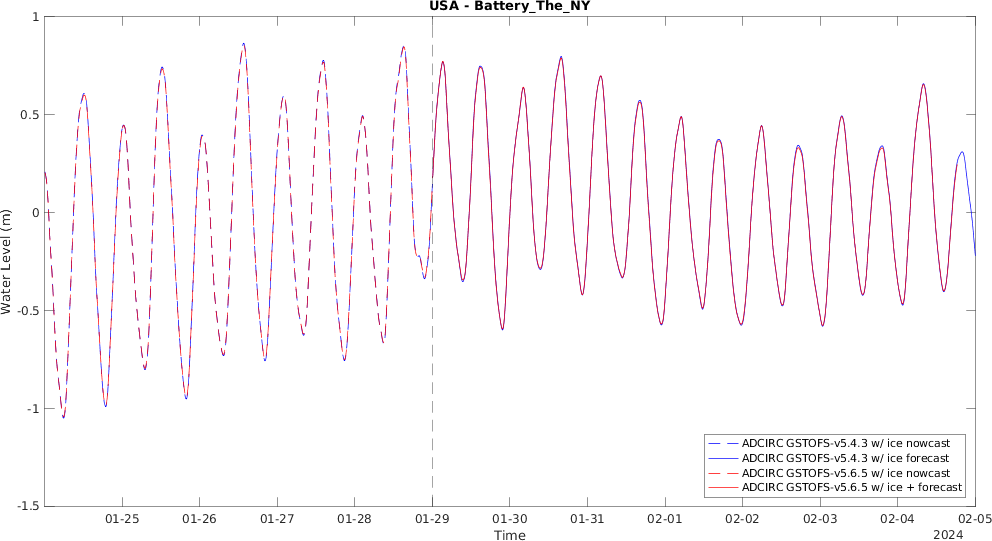 USA - Battery_The_NY
1
0.5
0
-0.5
-1
-1.5
Water Level (m)
01-25 01-26 01-27 01-28 01-29 01-30 01-31 02-01 02-02 02-03 02-04 02-05
Time
2024
ADCIRC GSTOFS-v5.4.3 w/ ice nowcast
ADCIRC GSTOFS-v5.4.3 w/ ice forecast
ADCIRC GSTOFS-v5.6.5 w/ ice nowcast
ADCIRC GSTOFS-v5.6.5 w/ ice + forecast